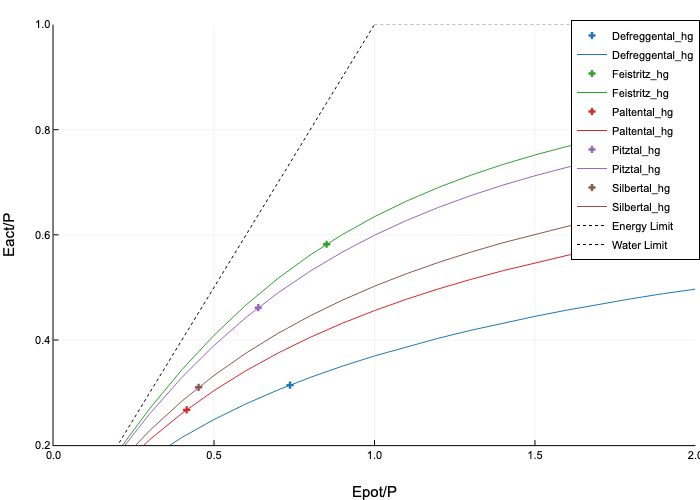 1.0
0.8
0.6
0.4
0.2
Eact/P
0.0
0.5
1.0
1.5
2.0
Epot/P
Defreggental_hg
Defreggental_hg
Feistritz_hg
Feistritz_hg
Paltental_hg
Paltental_hg
Pitztal_hg
Pitztal_hg
Silbertal_hg
Silbertal_hg
Energy Limit
Water Limit